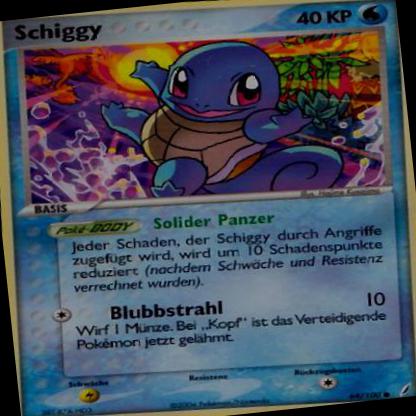 Schiggy 40 KP
BASIS
Poké-BODY Solider Panzer
Jeder Schaden, der Schiggy durch Angriffe
zugefügt wird, wird um 10 Schadenspunkte
reduziert (nachdem Schwäche und Resistenz
verrechnet wurden).
Blubbstrahl 10
Wirf 1 Münze. Bei „Kopf" ist das Verteidigende
Pokémon jetzt gelähmt.
Schwäche Resistenz Rückzugskosten
64/100